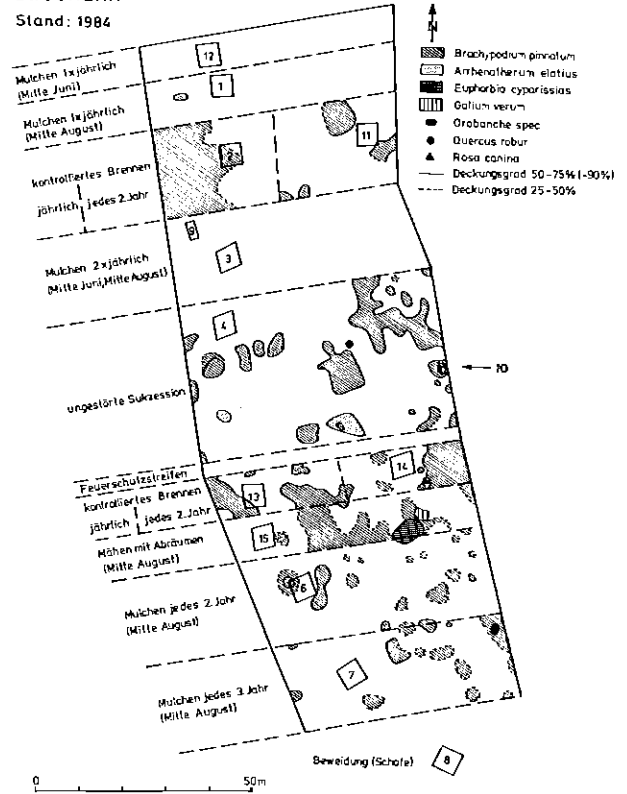 Stand: 1984
N
Mulchen 1x jährlich
(Mitte Juni)
12
Mulchen 1x jährlich
(Mitte August)
1
kontrolliertes Brennen
jährlich jedes 2. Jahr
2
11
9
Mulchen 2x jährlich
(Mitte Juni, Mitte August)
3
ungestörte Sukzession
4
10
Feuerschutzstreifen
kontrolliertes Brennen
jährlich jedes 2. Jahr
13
14
Mähen mit Abräumen
(Mitte August)
15
Mulchen jedes 2. Jahr
(Mitte August)
6
Mulchen jedes 3. Jahr
(Mitte August)
7
Beweidung (Schafe)
8
0 50m
Brachypodium pinnatum
Arrhenatherum elatius
Euphorbia cyparissias
Galium verum
Orobanche spec
Quercus robur
Rosa canina
Deckungsgrad 50-75% (-90%)
Deckungsgrad 25-50%